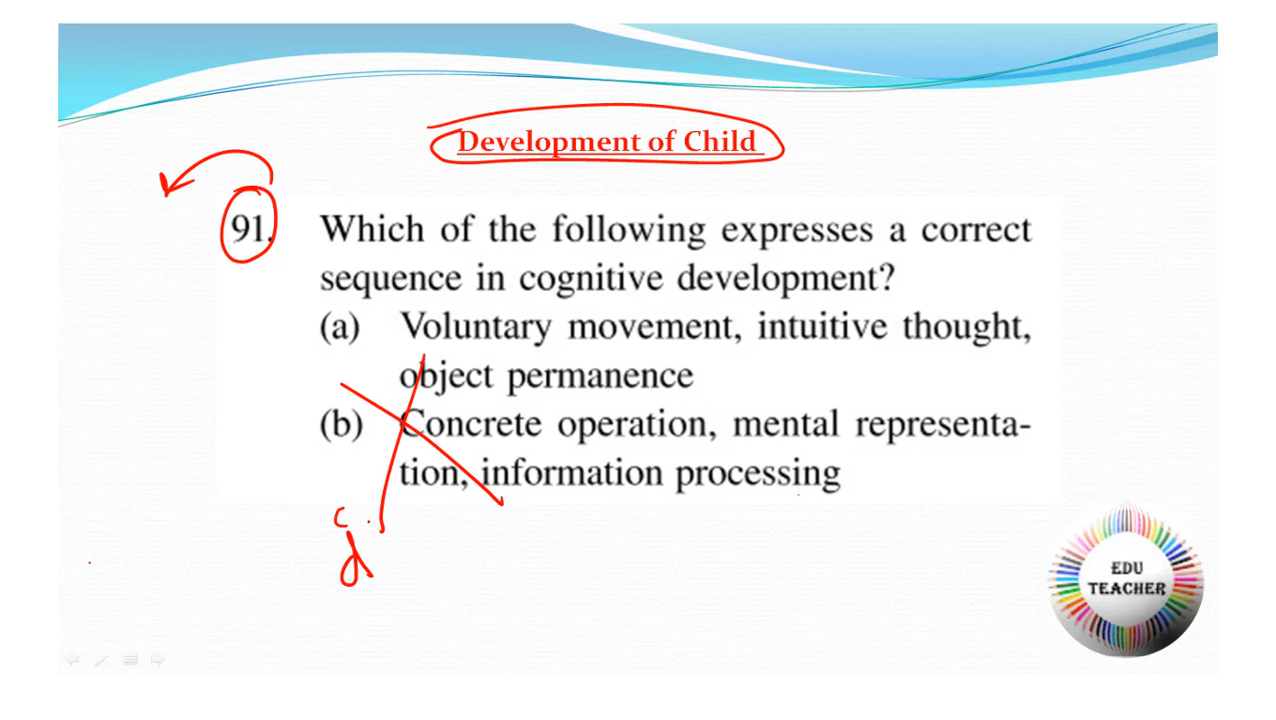 Development of Child
91. Which of the following expresses a correct
sequence in cognitive development?
(a) Voluntary movement, intuitive thought,
object permanence
(b) Concrete operation, mental representa-
tion, information processing
c .
d
EDU
TEACHER